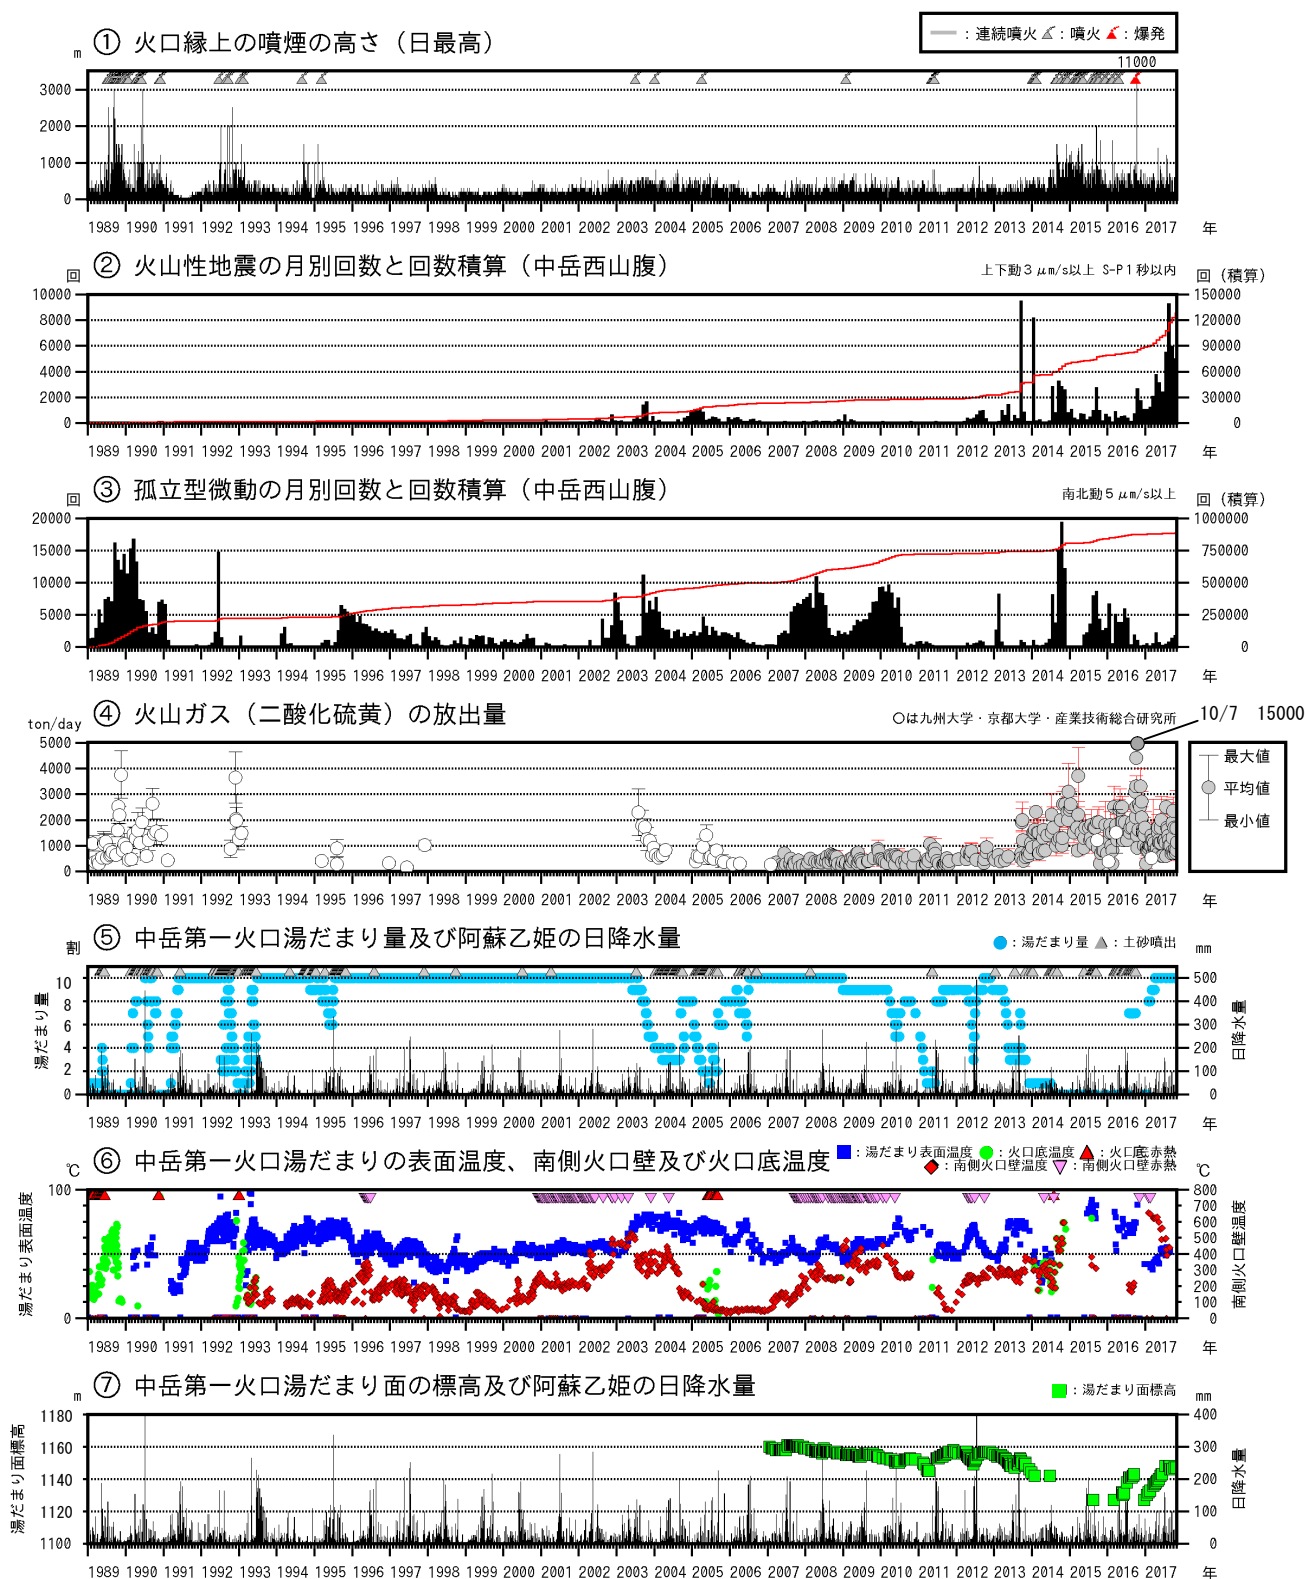 ① 火口縁上の噴煙の高さ（日最高）
：連続噴火 ：噴火 ：爆発
m
11000
3000
2000
1000
0
1989 1990 1991 1992 1993 1994 1995 1996 1997 1998 1999 2000 2001 2002 2003 2004 2005 2006 2007 2008 2009 2010 2011 2012 2013 2014 2015 2016 2017 年
② 火山性地震の月別回数と回数積算（中岳西山腹）
上下動３μm/s以上 S-P１秒以内
回
回（積算）
10000 150000
8000 120000
6000 90000
4000 60000
2000 30000
0 0
1989 1990 1991 1992 1993 1994 1995 1996 1997 1998 1999 2000 2001 2002 2003 2004 2005 2006 2007 2008 2009 2010 2011 2012 2013 2014 2015 2016 2017 年
③ 孤立型微動の月別回数と回数積算（中岳西山腹）
南北動５μm/s以上
回
回（積算）
20000 1000000
15000 750000
10000 500000
5000 250000
0 0
1989 1990 1991 1992 1993 1994 1995 1996 1997 1998 1999 2000 2001 2002 2003 2004 2005 2006 2007 2008 2009 2010 2011 2012 2013 2014 2015 2016 2017 年
④ 火山ガス（二酸化硫黄）の放出量
ton/day
○は九州大学・京都大学・産業技術総合研究所
10/7 15000
5000
4000
3000
2000
1000
0
最大値
平均値
最小値
1989 1990 1991 1992 1993 1994 1995 1996 1997 1998 1999 2000 2001 2002 2003 2004 2005 2006 2007 2008 2009 2010 2011 2012 2013 2014 2015 2016 2017 年
⑤ 中岳第一火口湯だまり量及び阿蘇乙姫の日降水量
割
：湯だまり量 ：土砂噴出
mm
湯だまり量
日降水量
10 500
8 400
6 300
4 200
2 100
0 0
1989 1990 1991 1992 1993 1994 1995 1996 1997 1998 1999 2000 2001 2002 2003 2004 2005 2006 2007 2008 2009 2010 2011 2012 2013 2014 2015 2016 2017 年
⑥ 中岳第一火口湯だまりの表面温度、南側火口壁及び火口底温度
：湯だまり表面温度 ：火口底温度 ：火口底赤熱
：南側火口壁温度 ：南側火口壁赤熱
℃
℃
湯だまり表面温度
南側火口壁温度
100 800
700
600
500
50 400
300
200
100
0 0
1989 1990 1991 1992 1993 1994 1995 1996 1997 1998 1999 2000 2001 2002 2003 2004 2005 2006 2007 2008 2009 2010 2011 2012 2013 2014 2015 2016 2017 年
⑦ 中岳第一火口湯だまり面の標高及び阿蘇乙姫の日降水量
m
：湯だまり面標高
mm
湯だまり面標高
日降水量
1180 400
1160 300
1140 200
1120 100
1100 0
1989 1990 1991 1992 1993 1994 1995 1996 1997 1998 1999 2000 2001 2002 2003 2004 2005 2006 2007 2008 2009 2010 2011 2012 2013 2014 2015 2016 2017 年